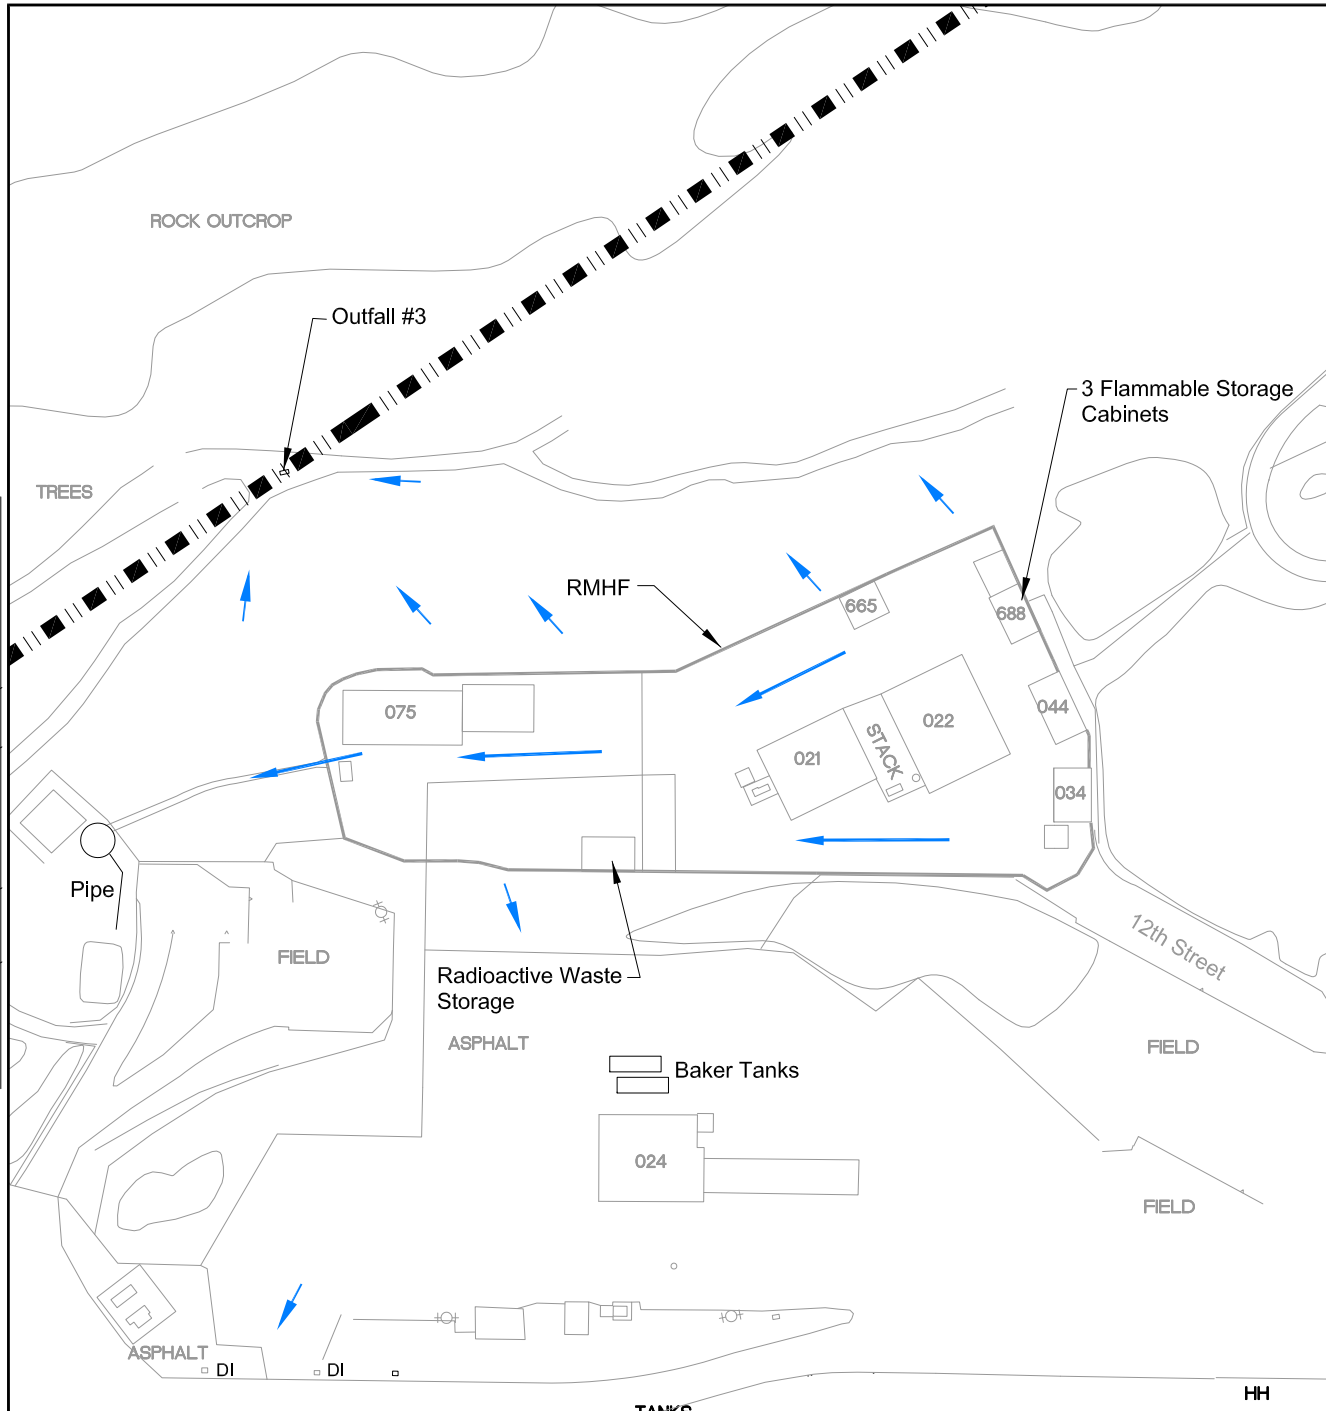 ROCK OUTCROP
Outfall #3
3 Flammable Storage
Cabinets
TREES
RMHF
665
688
075
044
022
STACK
021
034
Pipe
12th Street
FIELD
Radioactive Waste
Storage
ASPHALT
FIELD
Baker Tanks
024
FIELD
ASPHALT
DI
DI
TANKS
HH